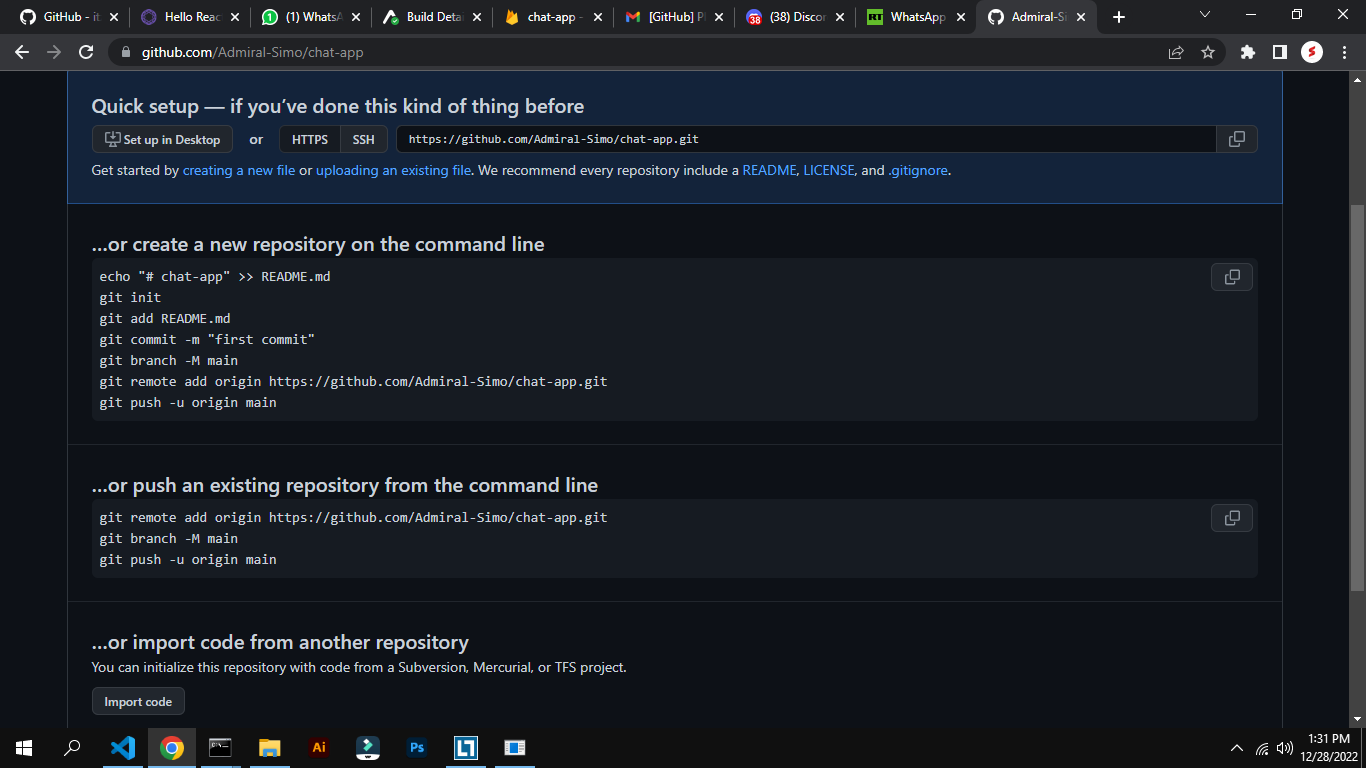 GitHub - it
Hello Reac
(1) WhatsA
Build Deta
chat-app -
[GitHub] Pl
(38) Discor
WhatsApp
Admiral-Si
github.com/Admiral-Simo/chat-app
Quick setup — if you’ve done this kind of thing before
Set up in Desktop or HTTPS SSH https://github.com/Admiral-Simo/chat-app.git
Get started by creating a new file or uploading an existing file. We recommend every repository include a README, LICENSE, and .gitignore.
…or create a new repository on the command line
echo "# chat-app" >> README.md
git init
git add README.md
git commit -m "first commit"
git branch -M main
git remote add origin https://github.com/Admiral-Simo/chat-app.git
git push -u origin main
…or push an existing repository from the command line
git remote add origin https://github.com/Admiral-Simo/chat-app.git
git branch -M main
git push -u origin main
…or import code from another repository
You can initialize this repository with code from a Subversion, Mercurial, or TFS project.
Import code
Ai
Ps
1:31 PM
12/28/2022